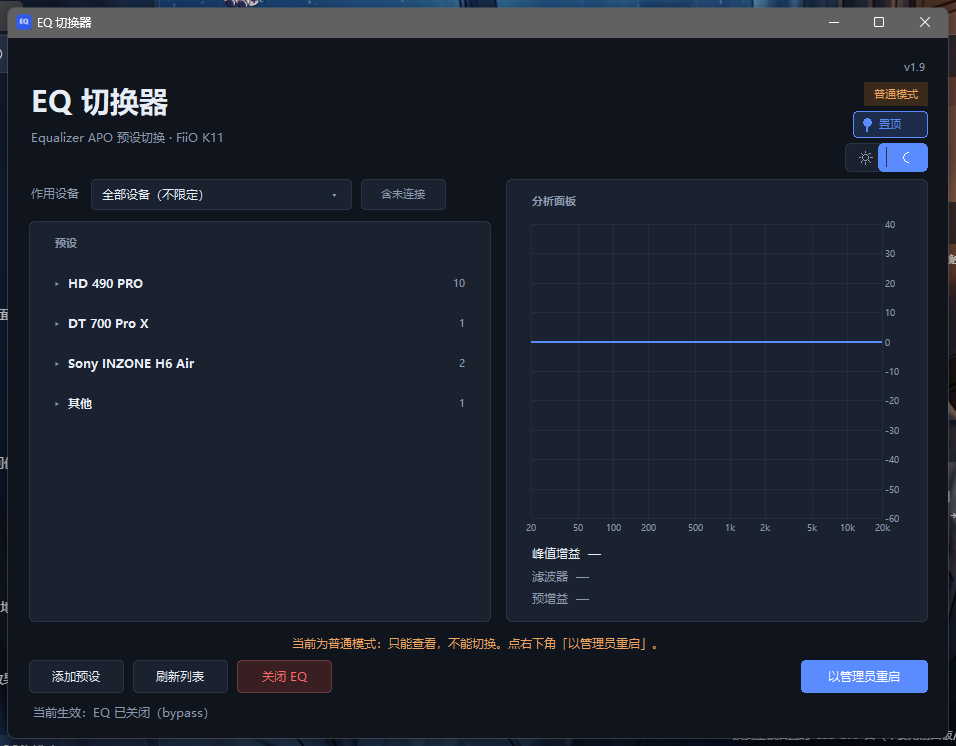 EQ EQ 切换器
v1.9
EQ 切换器
普通模式
Equalizer APO 预设切换 · FiiO K11
置顶
作用设备 全部设备（不限定） 含未连接
分析面板
预设
HD 490 PRO 10
DT 700 Pro X 1
Sony INZONE H6 Air 2
其他 1
40
30
20
10
0
-10
-20
-30
-40
-50
-60
20 50 100 200 500 1k 2k 5k 10k 20k
峰值增益 —
滤波器 —
预增益 —
当前为普通模式：只能查看，不能切换。点右下角「以管理员重启」。
添加预设 刷新列表 关闭 EQ 以管理员重启
当前生效：EQ 已关闭（bypass）